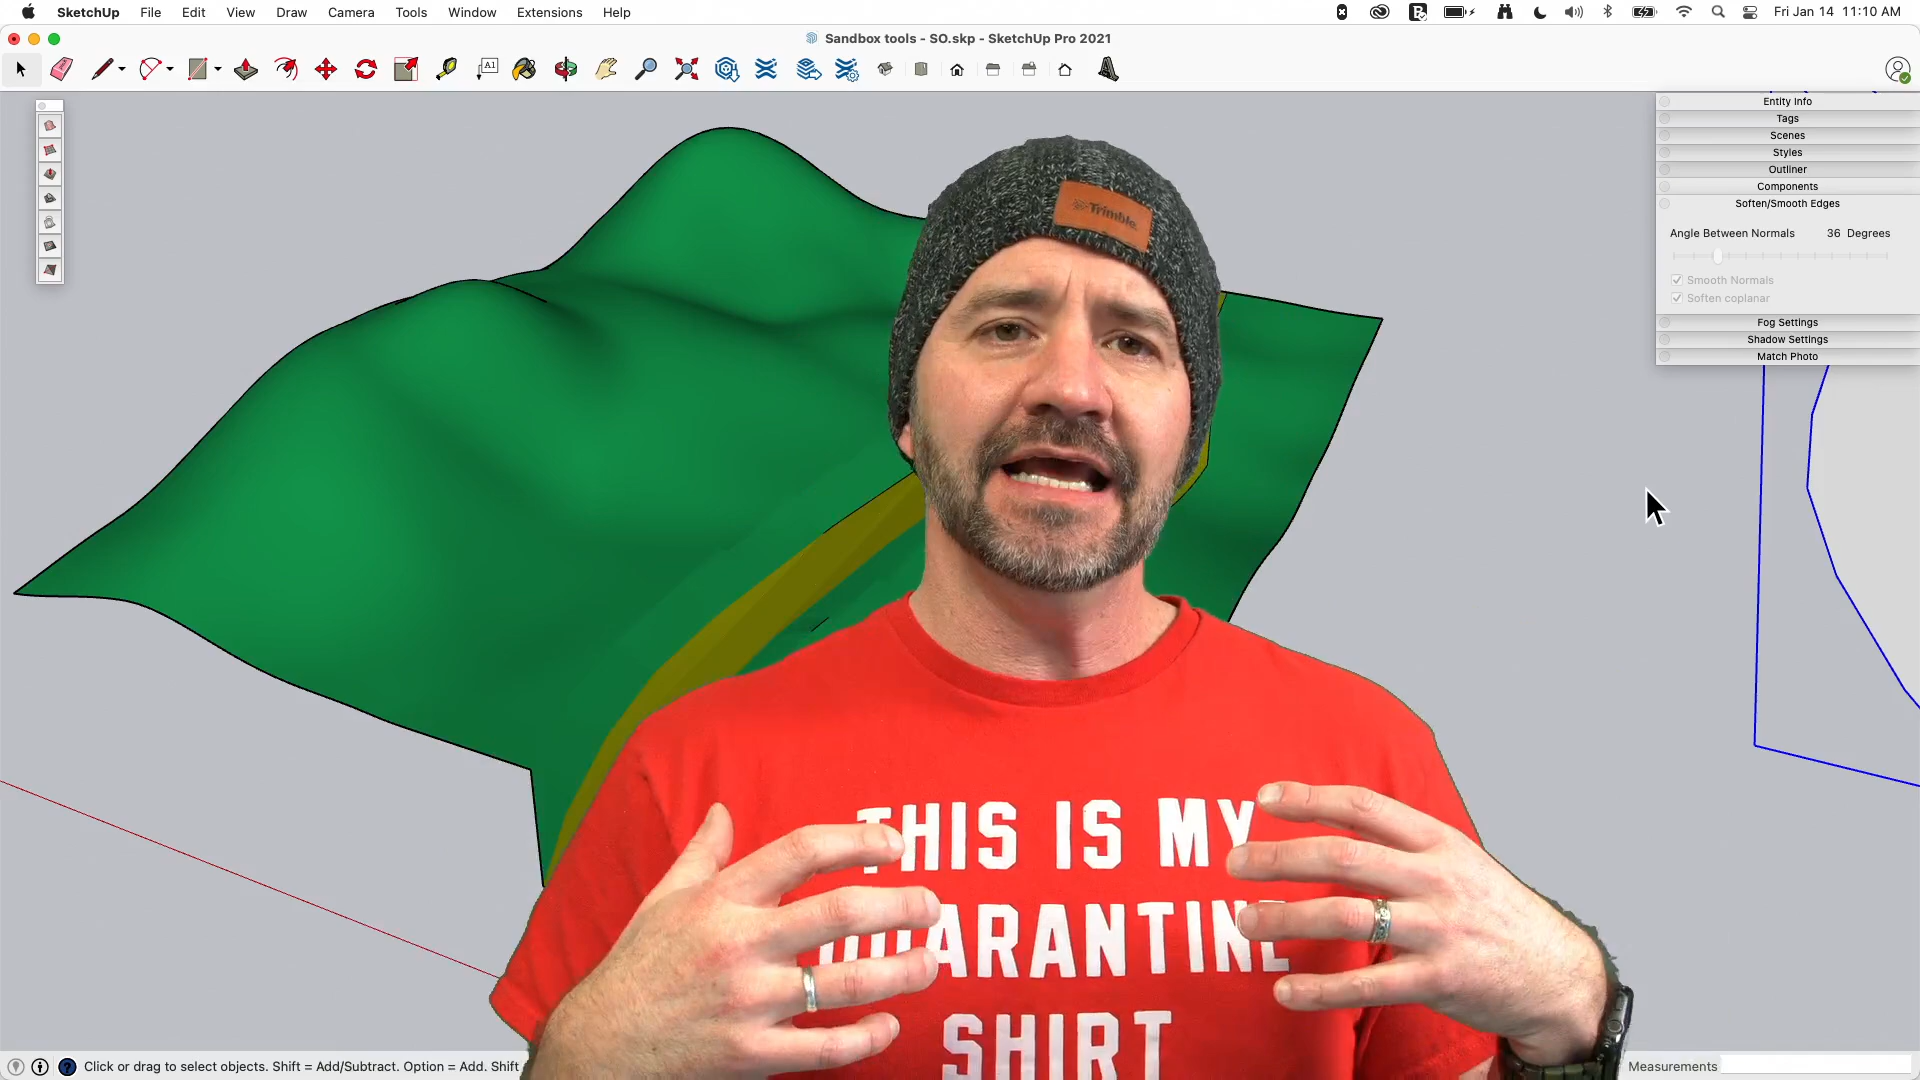 SketchUp File Edit View Draw Camera Tools Window Extensions Help Fri Jan 14 11:10 AM
Sandbox tools - SO.skp - SketchUp Pro 2021
A1
Entity Info
Tags
Scenes
Styles
Outliner
Components
Soften/Smooth Edges
Angle Between Normals 36 Degrees
Smooth Normals
Soften coplanar
Fog Settings
Shadow Settings
Match Photo
Trimble
THIS IS MY
QUARANTINE
SHIRT
Click or drag to select objects. Shift = Add/Subtract. Option = Add. Shift
Measurements